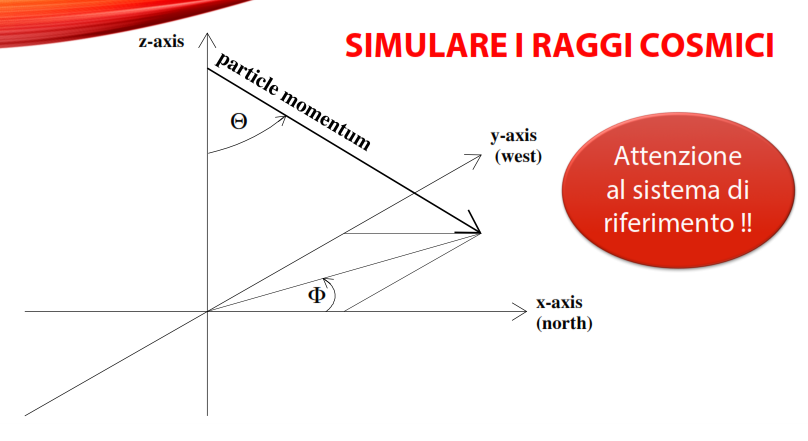 SIMULARE I RAGGI COSMICI
z-axis
particle momentum
Θ
y-axis
(west)
Attenzione
al sistema di
riferimento !!
Φ
x-axis
(north)